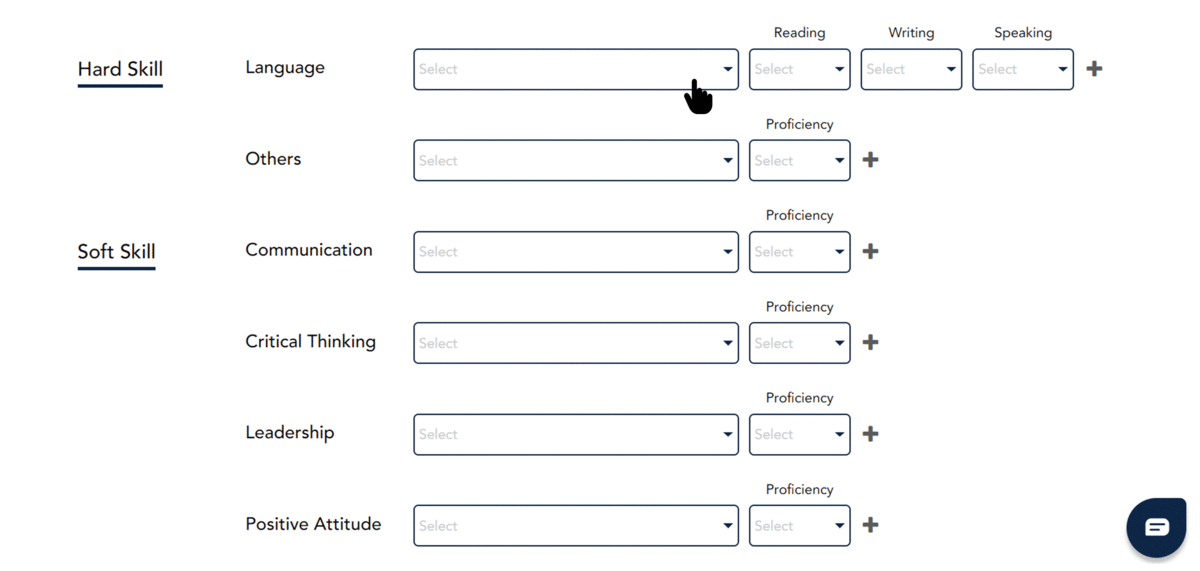 Reading Writing Speaking
Hard Skill Language Select Select Select Select
Proficiency
Others Select Select
Proficiency
Soft Skill Communication Select Select
Proficiency
Critical Thinking Select Select
Proficiency
Leadership Select Select
Proficiency
Positive Attitude Select Select